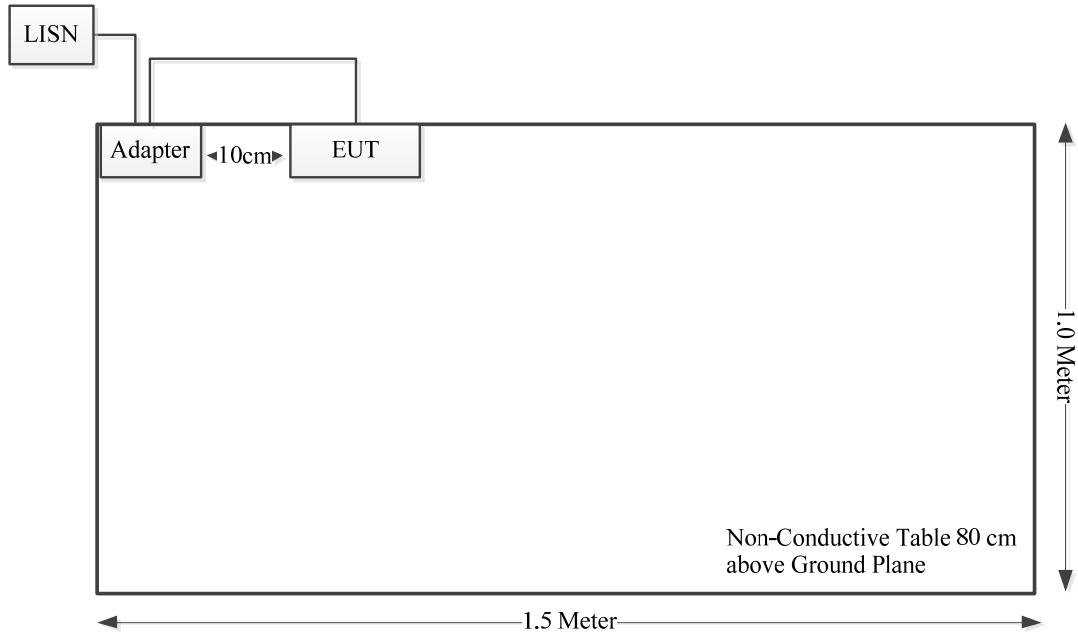 LISN
Adapter
10cm
EUT
1.0 Meter
Non-Conductive Table 80 cm
above Ground Plane
1.5 Meter